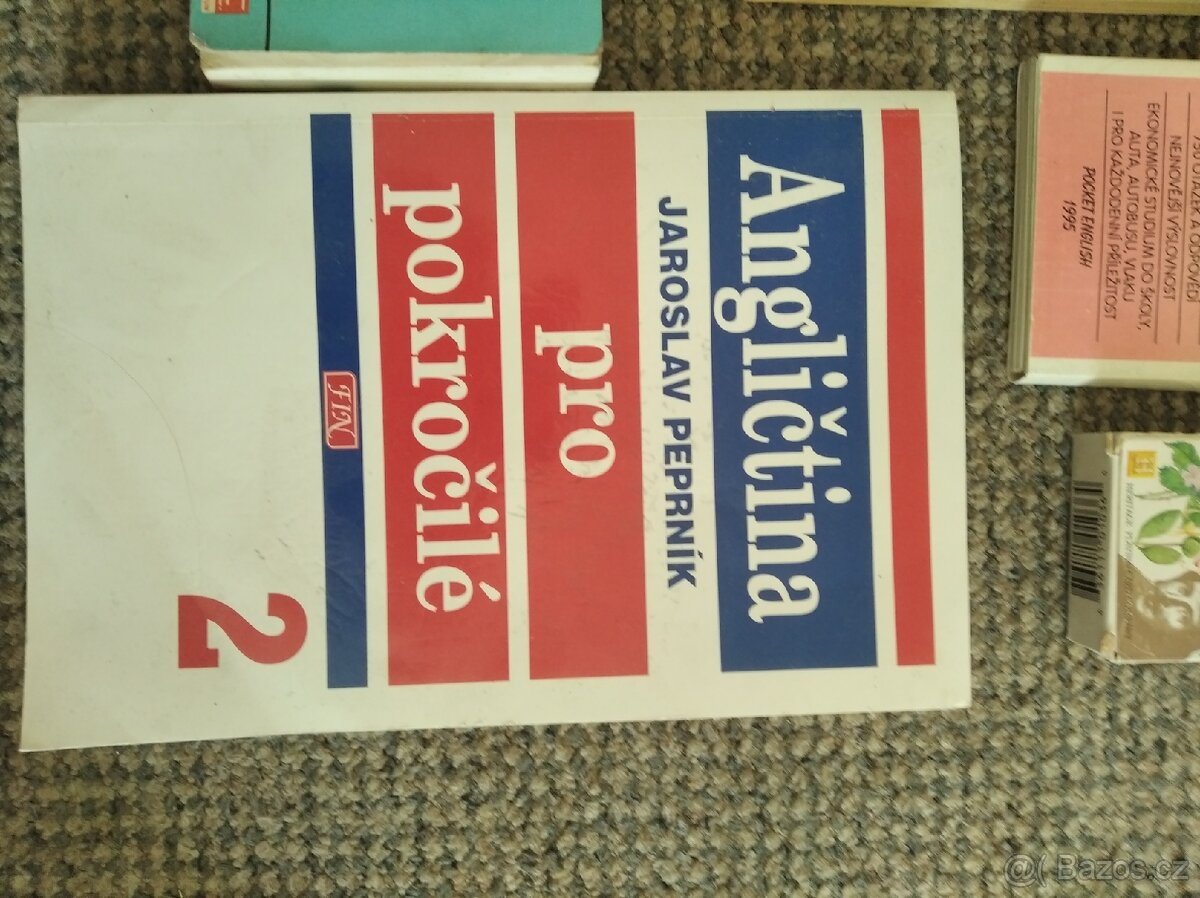 Angličtina
JAROSLAV PEPRNÍK
pro
pokročilé
FIN
2
NEJNOVĚJŠÍ VÝSLOVNOST
EKONOMICKÉ STUDIUM DO ŠKOLY,
AUTA, AUTOBUSU, VLAKU
I PRO KAŽDODENNÍ PŘÍLEŽITOST
POCKET ENGLISH
1995
@( Bazos.cz